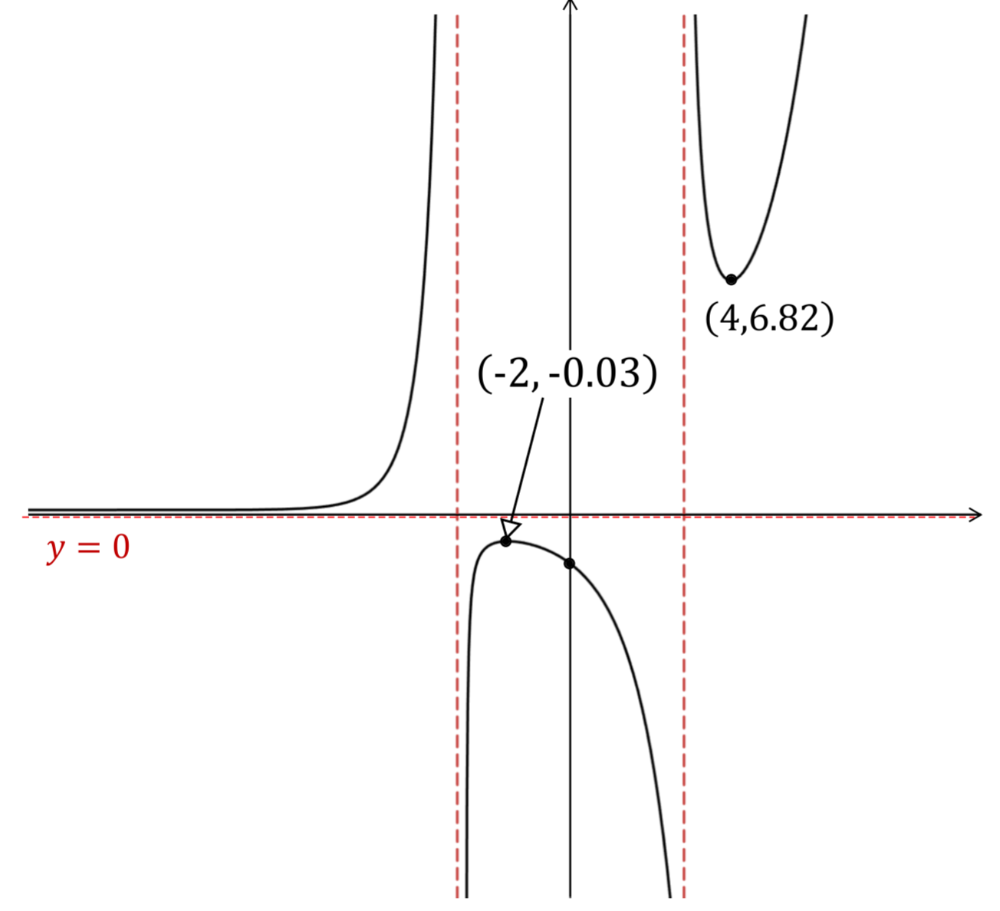 (4,6.82)
(-2, -0.03)
y = 0